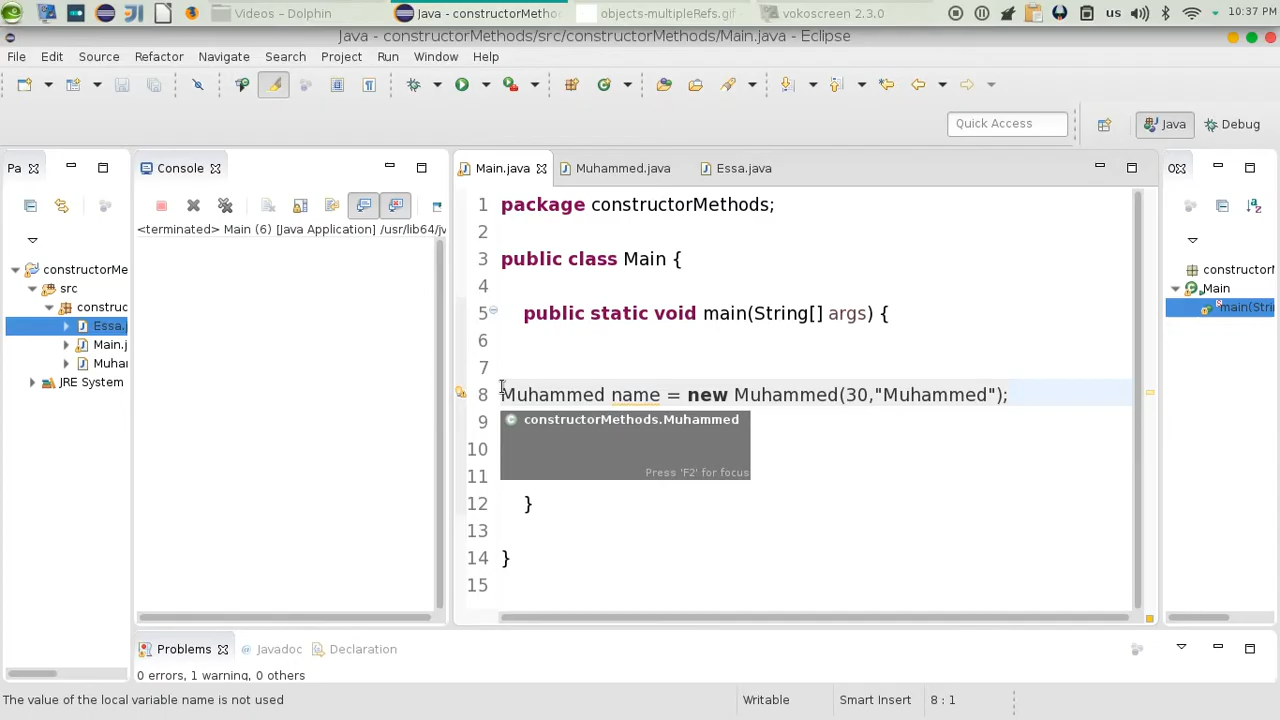 Videos – Dolphin
Java - constructorMetho
objects-multipleRefs.gif
vokoscreen 2.3.0
us
10:37 PM
Java - constructorMethods/src/constructorMethods/Main.java - Eclipse
File Edit Source Refactor Navigate Search Project Run Window Help
Quick Access
Java
Debug
Pa
Console
Main.java
Muhammed.java
Essa.java
<terminated> Main (6) [Java Application] /usr/lib64/jv
constructorMe
src
construc
Essa.j
Main.j
Muha
JRE System
1 package constructorMethods;
2
3 public class Main {
4
5 public static void main(String[] args) {
6
7
8 Muhammed name = new Muhammed(30,"Muhammed");
9
constructorMethods.Muhammed
10
Press 'F2' for focus
11
12 }
13
14 }
15
constructorM
Main
main(Stri
Problems
@ Javadoc
Declaration
0 errors, 1 warning, 0 others
The value of the local variable name is not used
Writable
Smart Insert
8 : 1